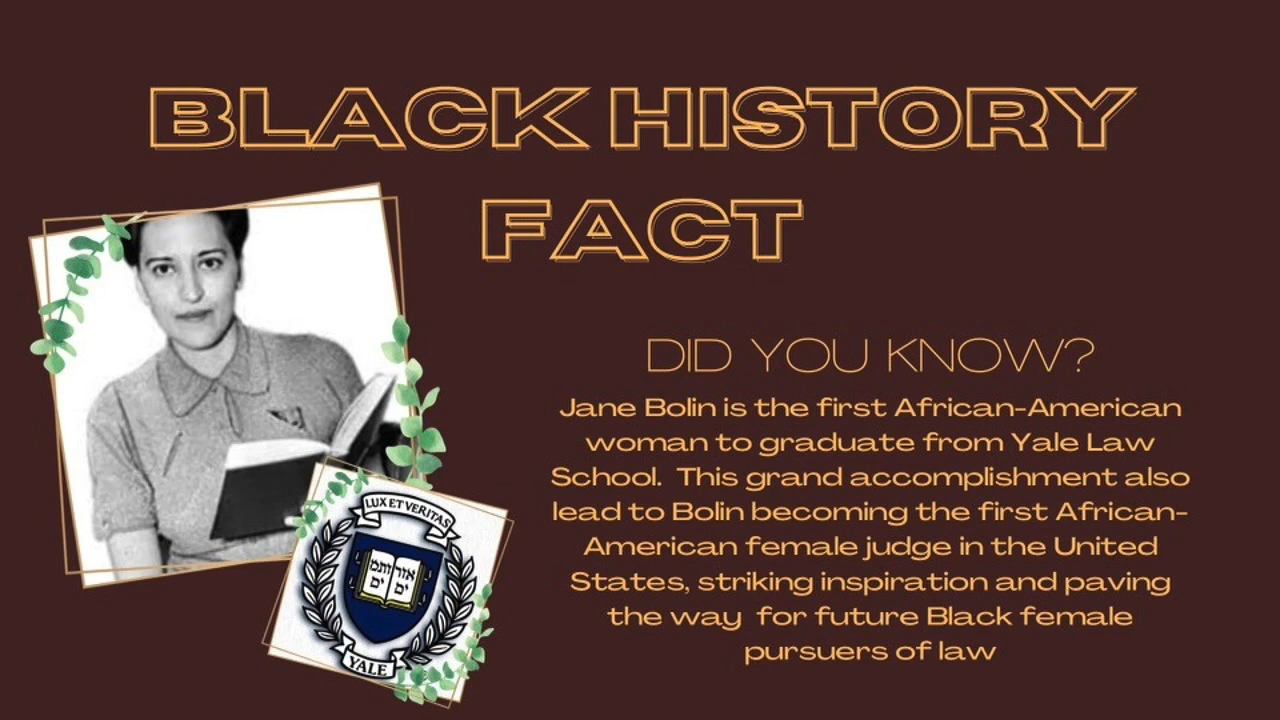 BLACK HISTORY
FACT
DID YOU KNOW?
Jane Bolin is the first African-American
woman to graduate from Yale Law
School.  This grand accomplishment also
lead to Bolin becoming the first African-
American female judge in the United
States, striking inspiration and paving
the way  for future Black female
pursuers of law
LUX ET VERITAS
אורים
ותמים
YALE